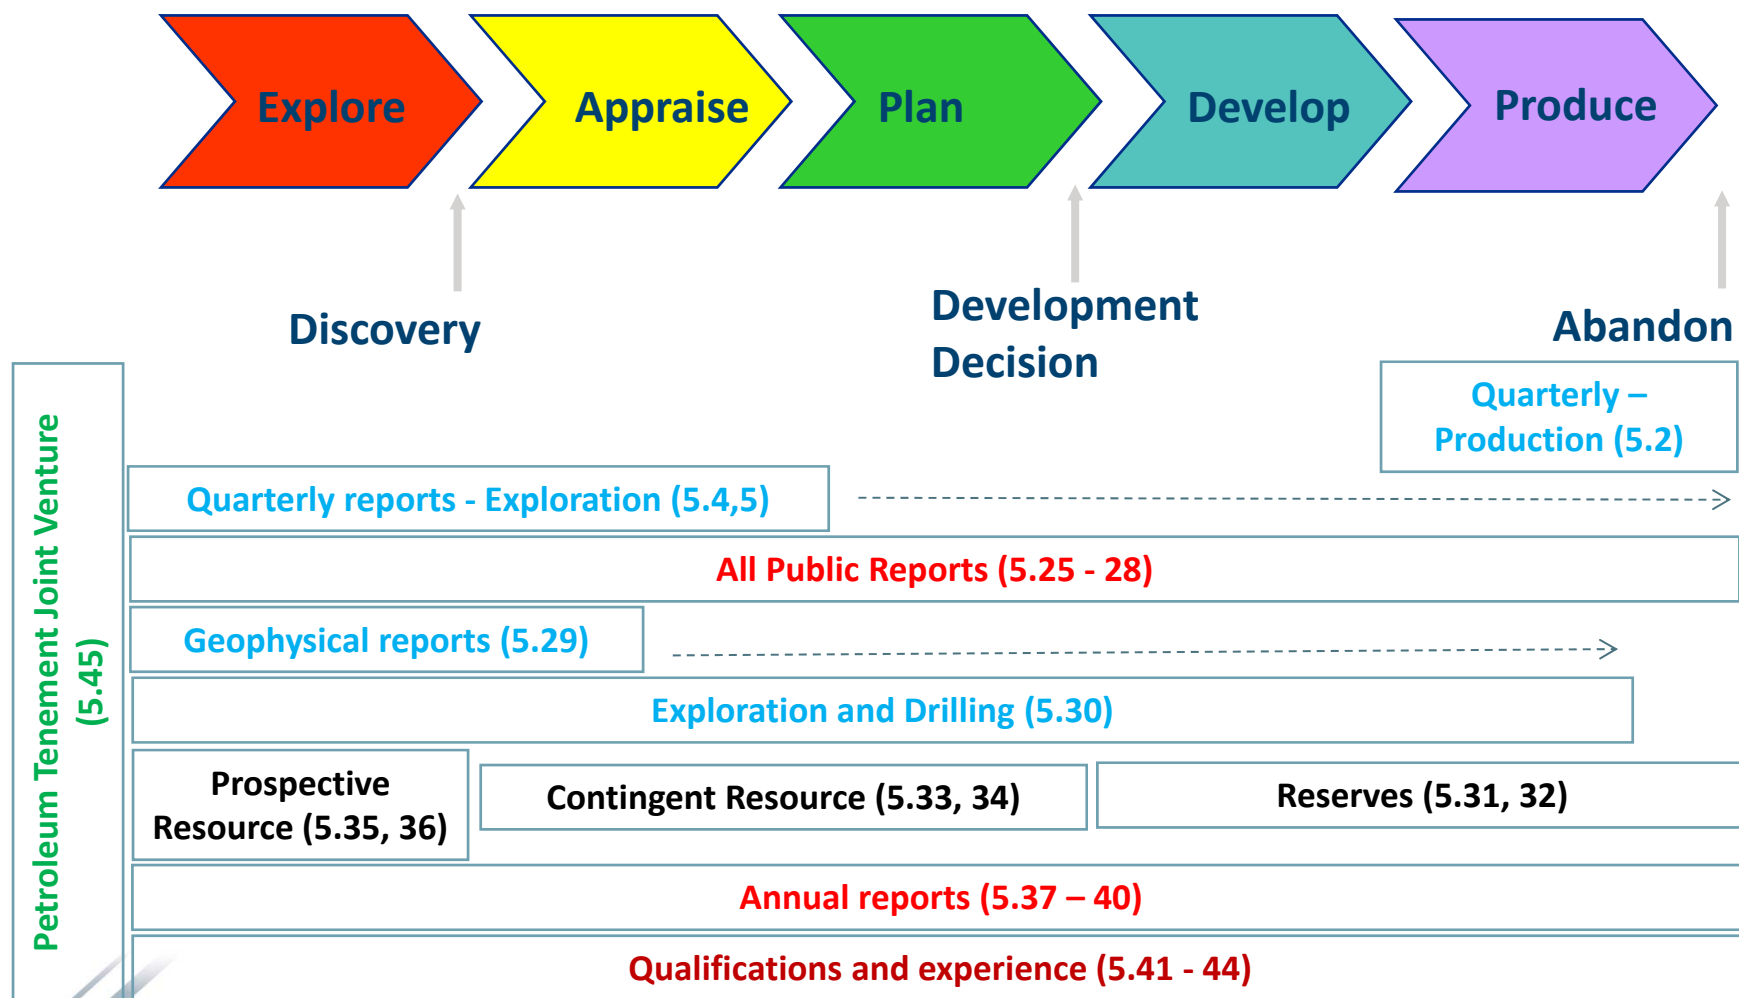 Explore
Appraise
Plan
Develop
Produce
Discovery
Development
Decision
Abandon
Petroleum Tenement Joint Venture
(5.45)
Quarterly –
Production (5.2)
Quarterly reports - Exploration (5.4,5)
All Public Reports (5.25 - 28)
Geophysical reports (5.29)
Exploration and Drilling (5.30)
Prospective
Resource (5.35, 36)
Contingent Resource (5.33, 34)
Reserves (5.31, 32)
Annual reports (5.37 – 40)
Qualifications and experience (5.41 - 44)